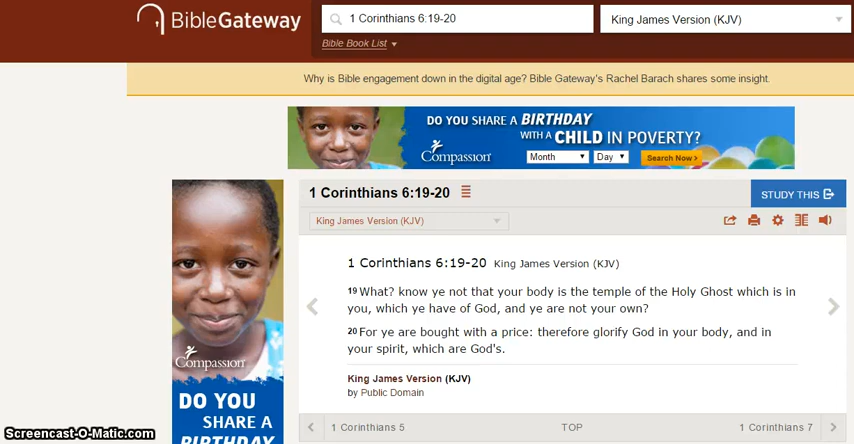 BibleGateway
1 Corinthians 6:19-20
King James Version (KJV)
Bible Book List
Why is Bible engagement down in the digital age? Bible Gateway's Rachel Barach shares some insight.
DO YOU SHARE A BIRTHDAY
WITH A CHILD IN POVERTY?
Compassion
Month
Day
Search Now >
1 Corinthians 6:19-20
STUDY THIS
King James Version (KJV)
1 Corinthians 6:19-20 King James Version (KJV)
19 What? know ye not that your body is the temple of the Holy Ghost which is in
you, which ye have of God, and ye are not your own?
20 For ye are bought with a price: therefore glorify God in your body, and in
your spirit, which are God's.
King James Version (KJV)
by Public Domain
1 Corinthians 5
TOP
1 Corinthians 7
Compassion
DO YOU
SHARE A
BIRTHDAY
Screencast-O-Matic.com